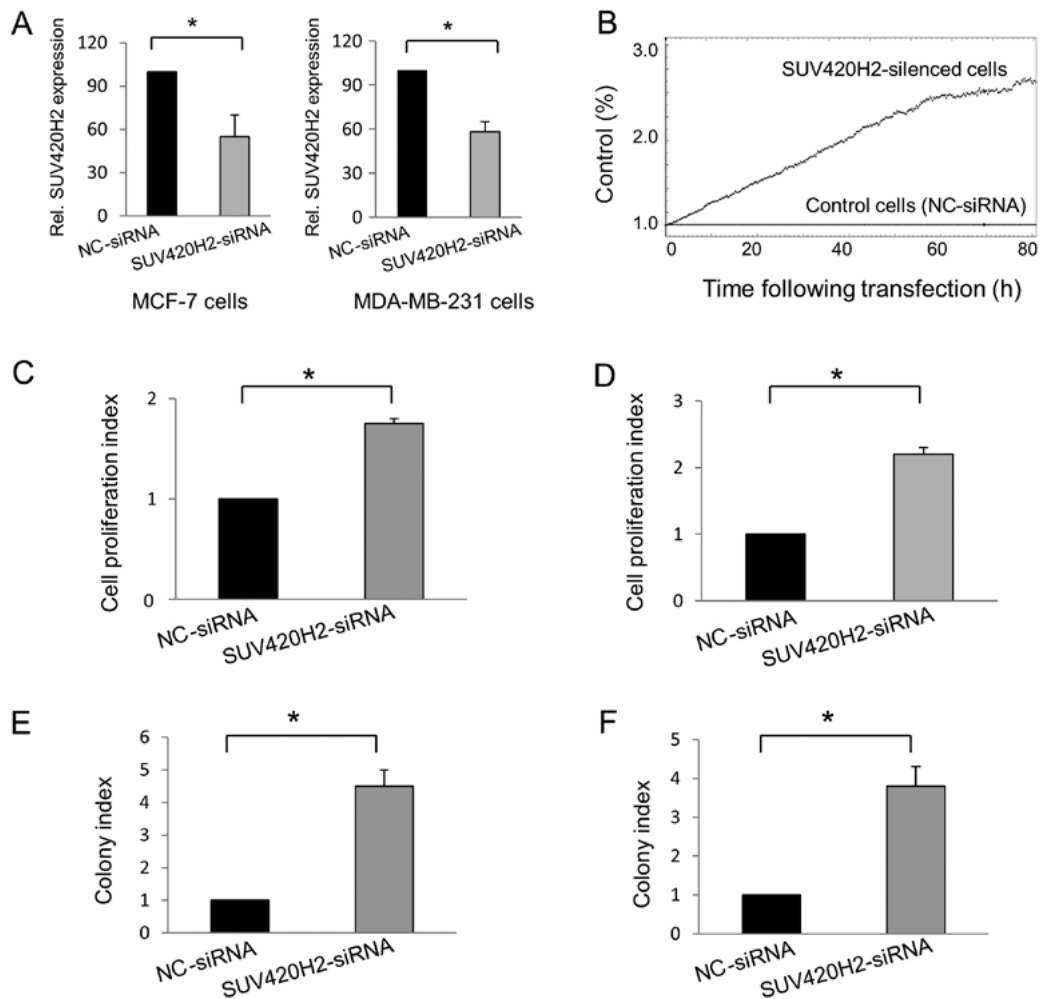 A
*
120
90
60
30
0
Rel. SUV420H2 expression
NC-siRNA
SUV420H2-siRNA
MCF-7 cells
*
120
90
60
30
0
Rel. SUV420H2 expression
NC-siRNA
SUV420H2-siRNA
MDA-MB-231 cells
B
3.0
2.0
1.0
Control (%)
SUV420H2-silenced cells
Control cells (NC-siRNA)
0 20 40 60 80
Time following transfection (h)
C
*
2
1
0
Cell proliferation index
NC-siRNA
SUV420H2-siRNA
D
*
3
2
1
0
Cell proliferation index
NC-siRNA
SUV420H2-siRNA
E
*
6
5
4
3
2
1
0
Colony index
NC-siRNA
SUV420H2-siRNA
F
*
5
4
3
2
1
0
Colony index
NC-siRNA
SUV420H2-siRNA